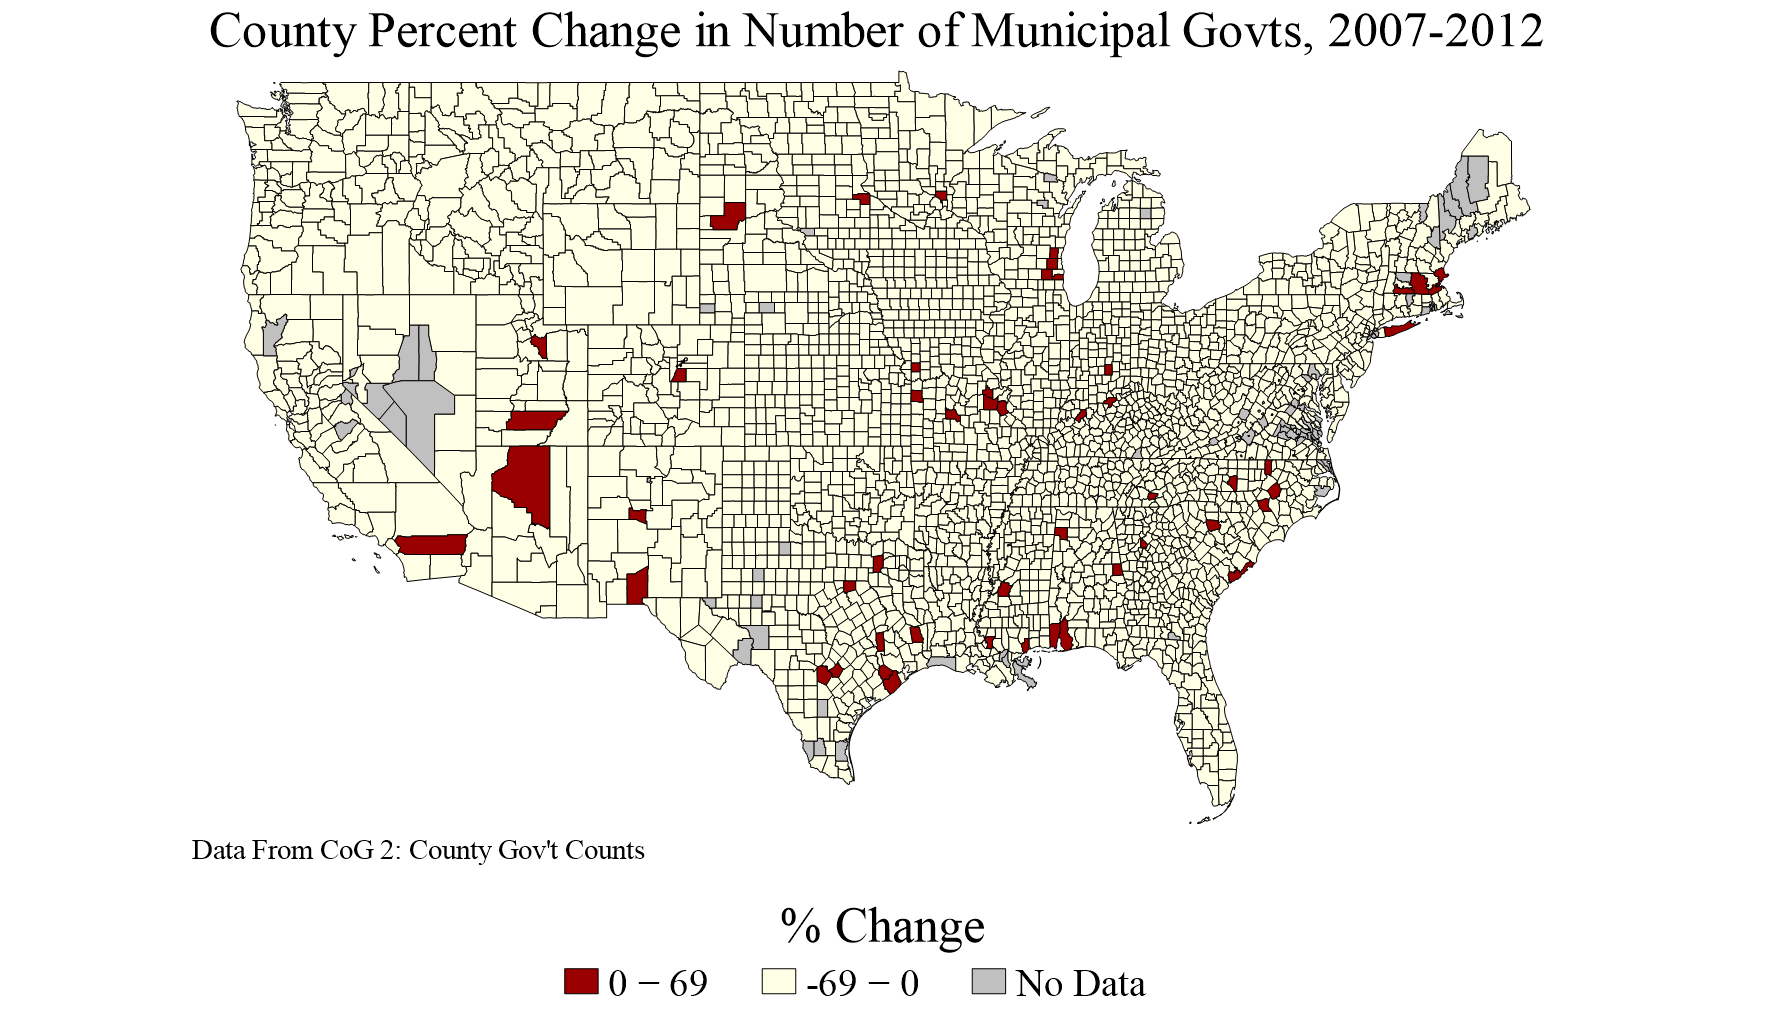 County Percent Change in Number of Municipal Govts, 2007-2012
Data From CoG 2: County Gov't Counts
% Change
0 − 69
-69 − 0
No Data